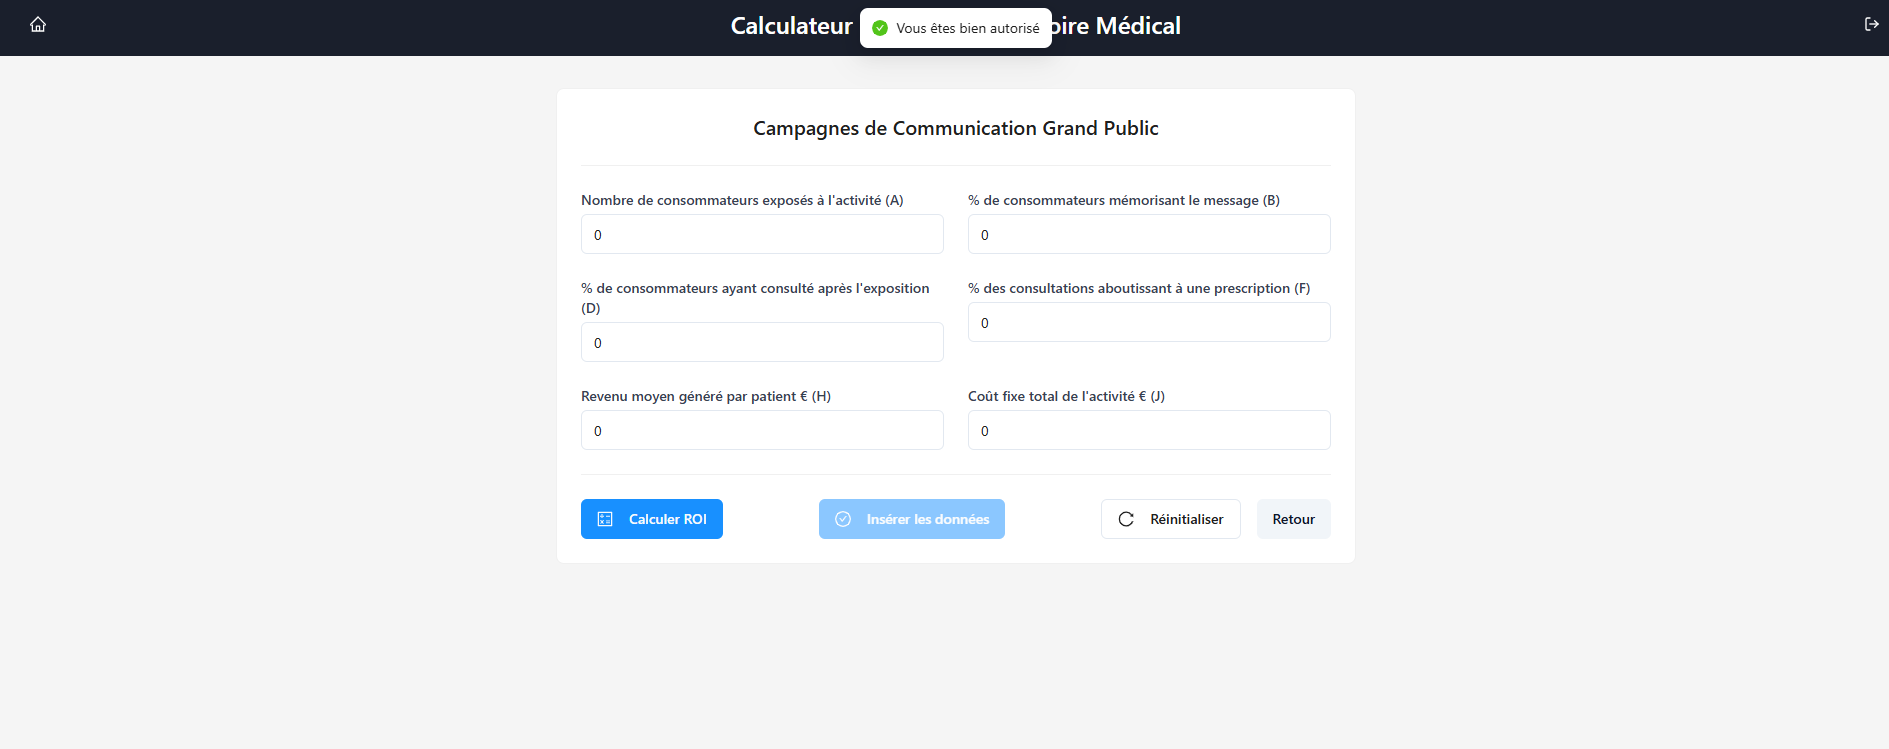 Calculateur
Vous êtes bien autorisé
oire Médical
Campagnes de Communication Grand Public
Nombre de consommateurs exposés à l'activité (A)
0
% de consommateurs mémorisant le message (B)
0
% de consommateurs ayant consulté après l'exposition
(D)
0
% des consultations aboutissant à une prescription (F)
0
Revenu moyen généré par patient € (H)
0
Coût fixe total de l'activité € (J)
0
Calculer ROI
Insérer les données
Réinitialiser
Retour